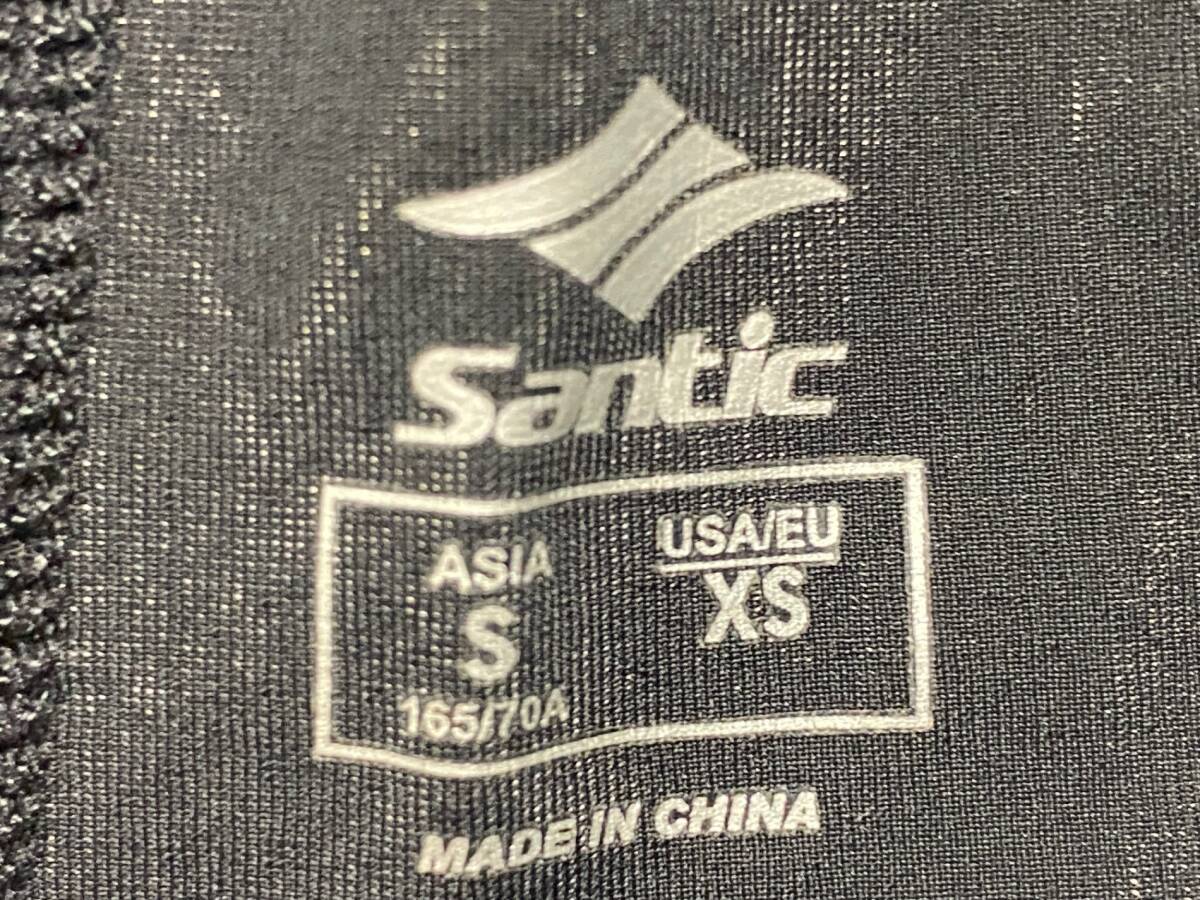 Santic
ASIA
S
165/70A
USA/EU
XS
MADE IN CHINA